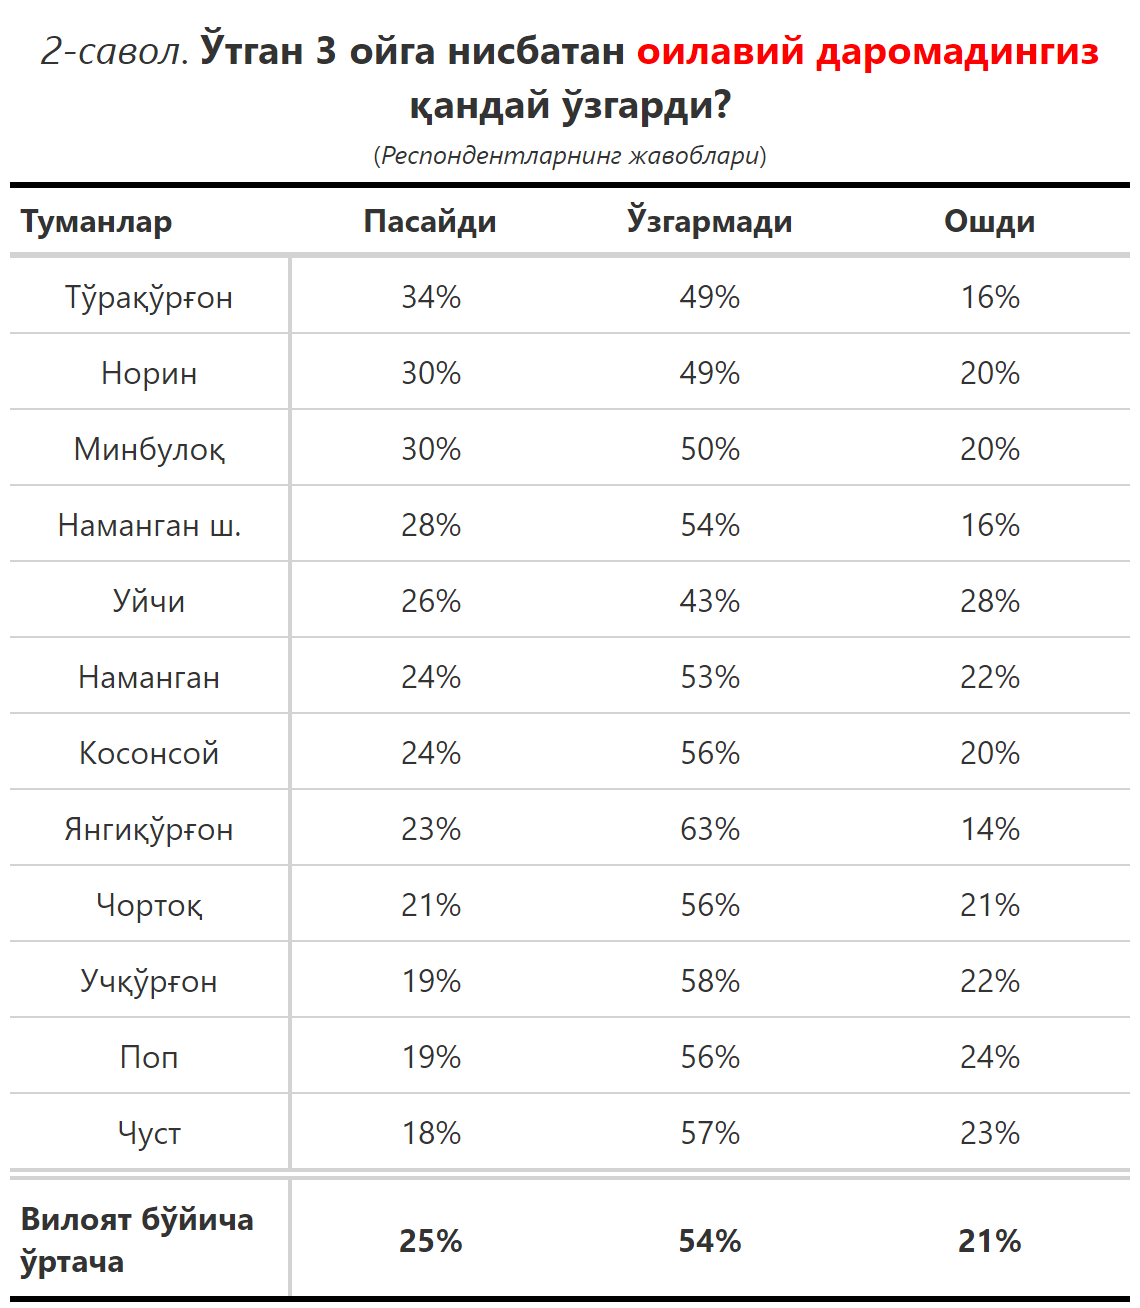 2-савол. Ўтган 3 ойга нисбатан оилавий даромадингиз
қандай ўзгарди?
(Респондентларнинг жавоблари)
Туманлар Пасайди Ўзгармади Ошди
Тўрақўрғон 34% 49% 16%
Норин 30% 49% 20%
Минбулоқ 30% 50% 20%
Наманган ш. 28% 54% 16%
Уйчи 26% 43% 28%
Наманган 24% 53% 22%
Косонсой 24% 56% 20%
Янгиқўрғон 23% 63% 14%
Чортоқ 21% 56% 21%
Учқўрғон 19% 58% 22%
Поп 19% 56% 24%
Чуст 18% 57% 23%
Вилоят бўйича
ўртача 25% 54% 21%